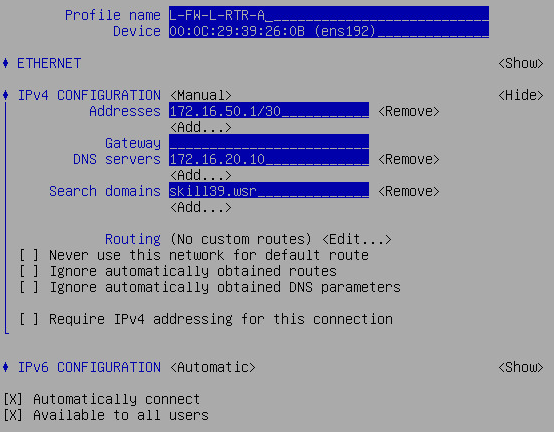 Profile name L-FW-L-RTR-A_
Device 00:0C:29:39:26:0B (ens192)
ETHERNET <Show>
IPv4 CONFIGURATION <Manual> <Hide>
Addresses 172.16.50.1/30 <Remove>
<Add...>
Gateway
DNS servers 172.16.20.10 <Remove>
<Add...>
Search domains skill39.wsr <Remove>
<Add...>
Routing (No custom routes) <Edit...>
[ ] Never use this network for default route
[ ] Ignore automatically obtained routes
[ ] Ignore automatically obtained DNS parameters
[ ] Require IPv4 addressing for this connection
IPv6 CONFIGURATION <Automatic> <Show>
[X] Automatically connect
[X] Available to all users